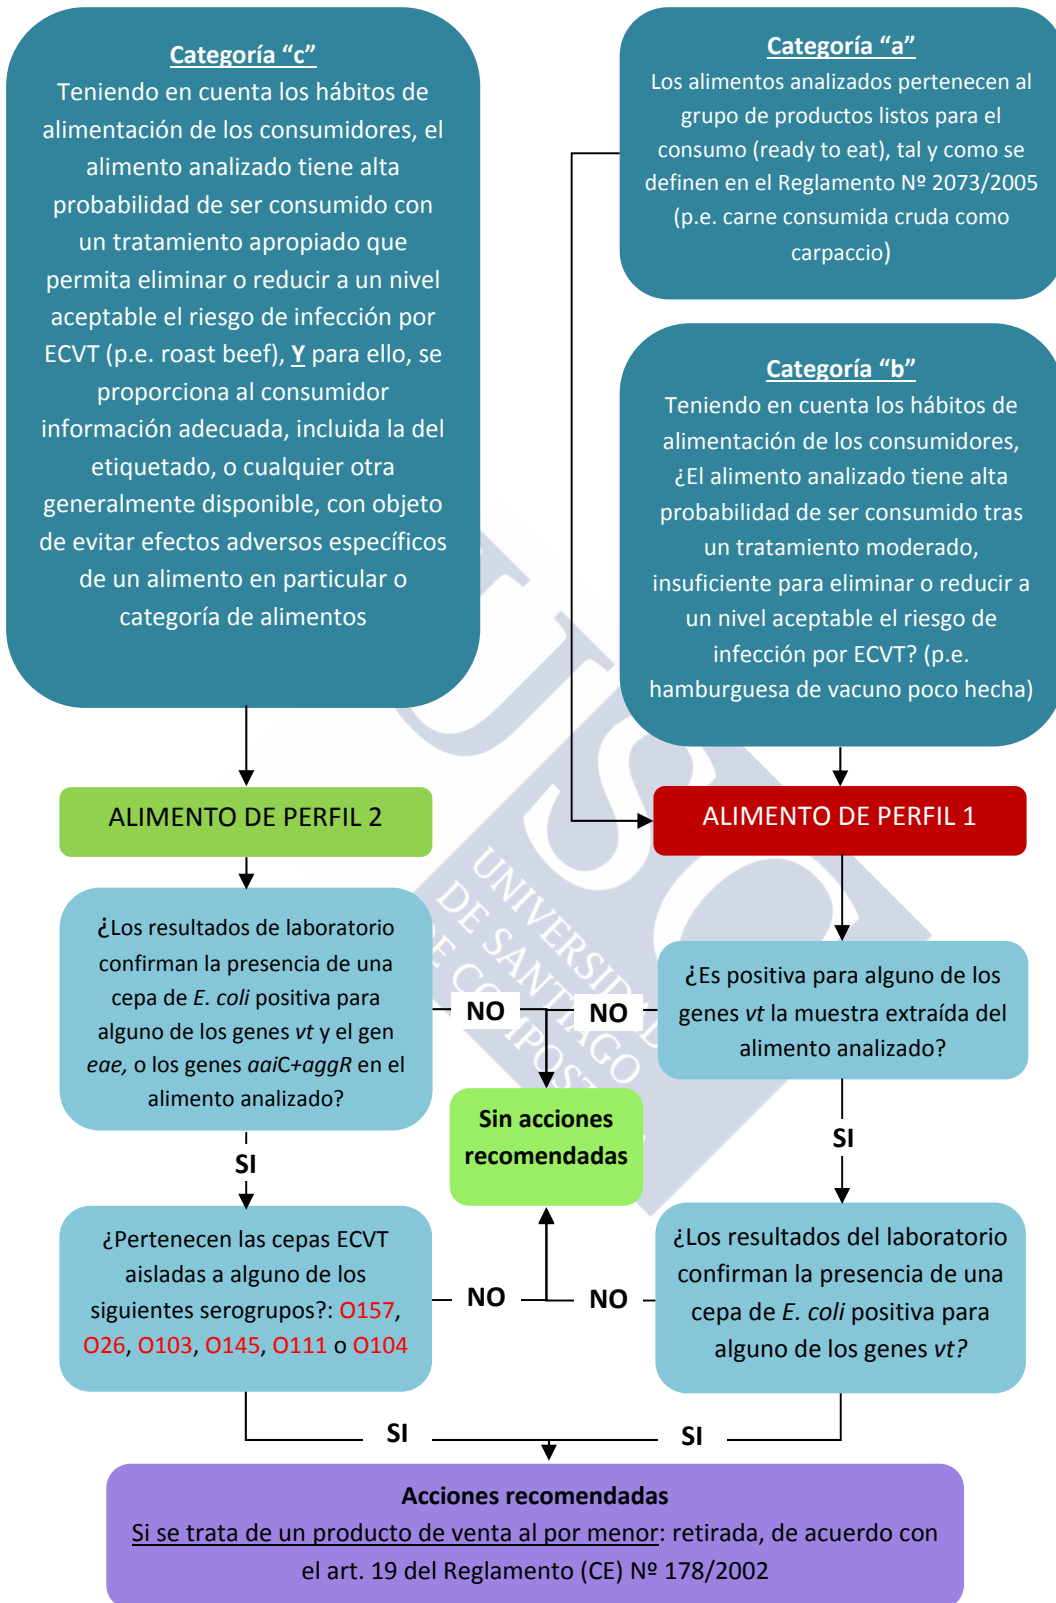 Categoría “c”
Teniendo en cuenta los hábitos de
alimentación de los consumidores, el
alimento analizado tiene alta
probabilidad de ser consumido con
un tratamiento apropiado que
permita eliminar o reducir a un nivel
aceptable el riesgo de infección por
ECVT (p.e. roast beef), Y para ello, se
proporciona al consumidor
información adecuada, incluida la del
etiquetado, o cualquier otra
generalmente disponible, con objeto
de evitar efectos adversos específicos
de un alimento en particular o
categoría de alimentos
Categoría “a”
Los alimentos analizados pertenecen al
grupo de productos listos para el
consumo (ready to eat), tal y como se
definen en el Reglamento Nº 2073/2005
(p.e. carne consumida cruda como
carpaccio)
Categoría “b”
Teniendo en cuenta los hábitos de
alimentación de los consumidores,
¿El alimento analizado tiene alta
probabilidad de ser consumido tras
un tratamiento moderado,
insuficiente para eliminar o reducir a
un nivel aceptable el riesgo de
infección por ECVT? (p.e.
hamburguesa de vacuno poco hecha)
ALIMENTO DE PERFIL 2
ALIMENTO DE PERFIL 1
¿Los resultados de laboratorio
confirman la presencia de una
cepa de E. coli positiva para
alguno de los genes vt y el gen
eae, o los genes aaiC+aggR en el
alimento analizado?
NO
NO
¿Es positiva para alguno de los
genes vt la muestra extraída del
alimento analizado?
Sin acciones
recomendadas
SI
SI
¿Pertenecen las cepas ECVT
aisladas a alguno de los
siguientes serogrupos?: O157,
O26, O103, O145, O111 o O104
NO
NO
¿Los resultados del laboratorio
confirman la presencia de una
cepa de E. coli positiva para
alguno de los genes vt?
SI
SI
Acciones recomendadas
Si se trata de un producto de venta al por menor: retirada, de acuerdo con
el art. 19 del Reglamento (CE) Nº 178/2002
USC
UNIVERSIDAD
DE SANTIAGO